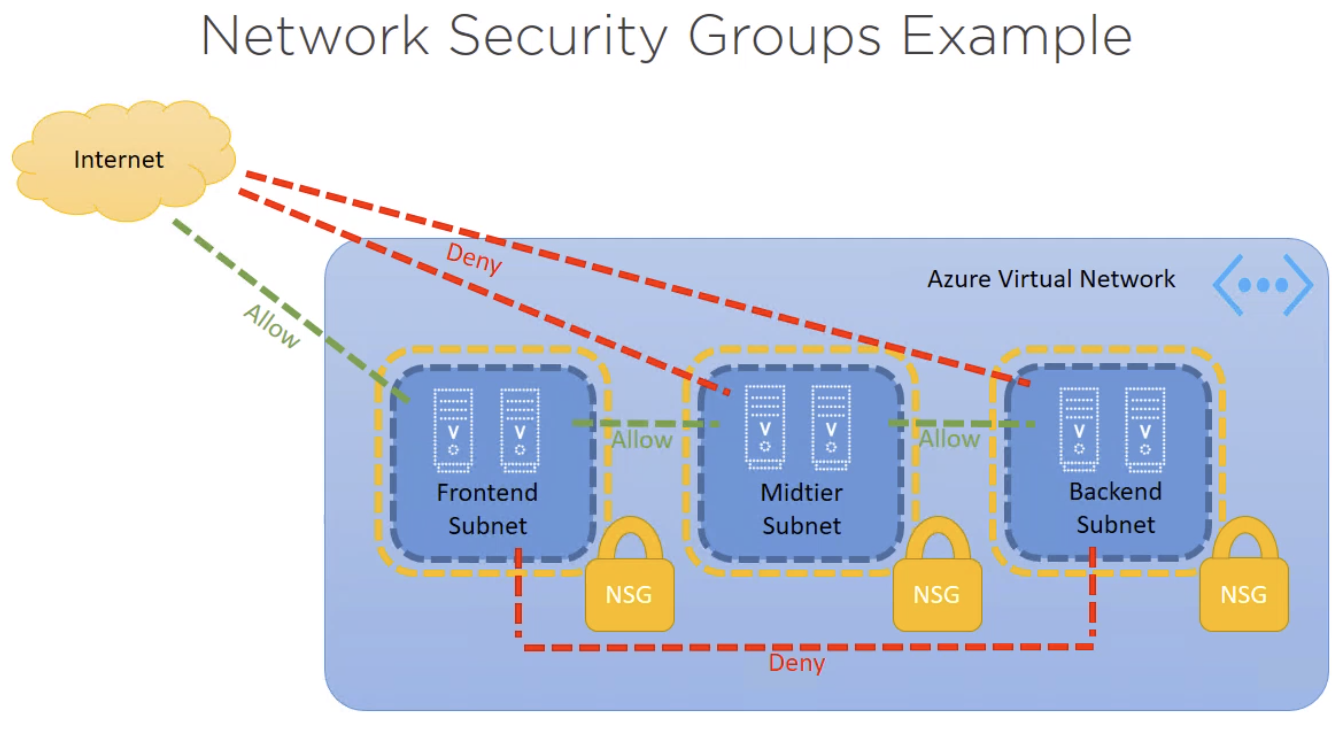 Network Security Groups Example
Internet
Deny
Azure Virtual Network
Allow
Allow
Allow
Frontend
Subnet
Midtier
Subnet
Backend
Subnet
NSG
NSG
NSG
Deny